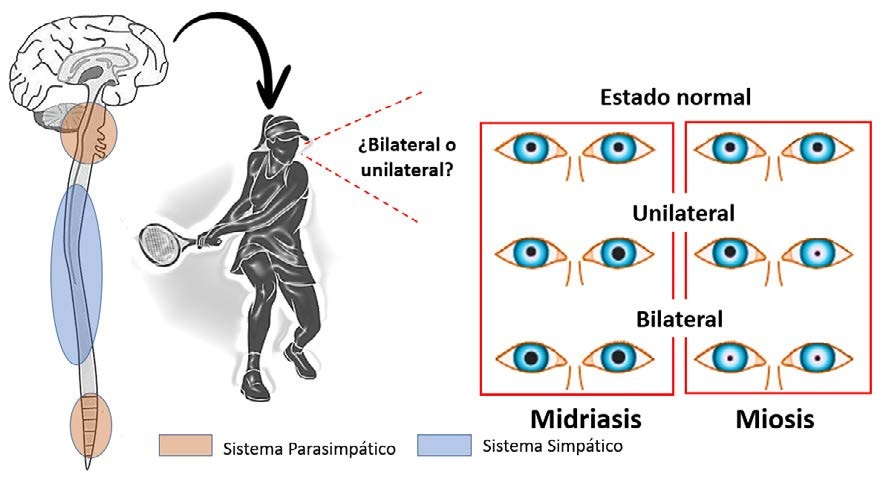 Estado normal
¿Bilateral o
unilateral?
Unilateral
Bilateral
Midriasis
Miosis
Sistema Parasimpático
Sistema Simpático